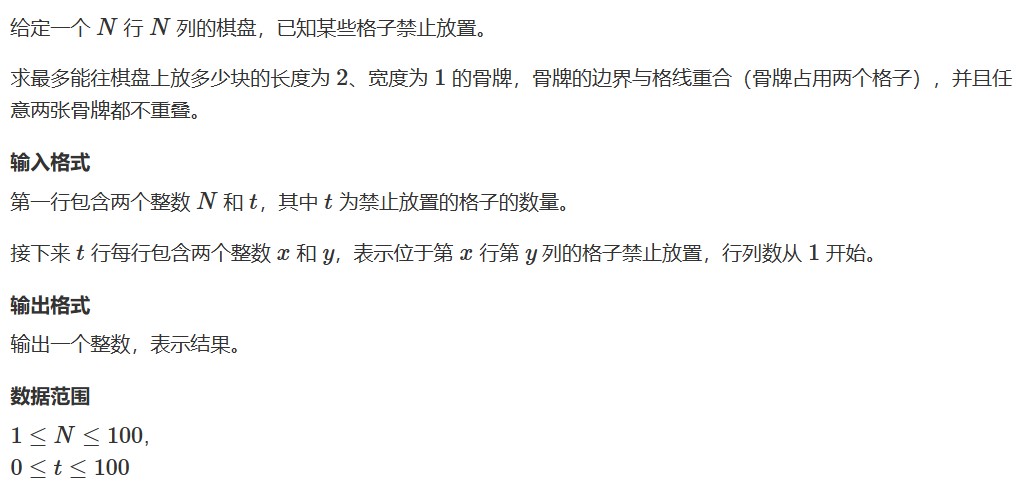 给定一个 N 行 N 列的棋盘，已知某些格子禁止放置。
求最多能往棋盘上放多少块的长度为 2、宽度为 1 的骨牌，骨牌的边界与格线重合（骨牌占用两个格子），并且任
意两张骨牌都不重叠。
输入格式
第一行包含两个整数 N 和 t，其中 t 为禁止放置的格子的数量。
接下来 t 行每行包含两个整数 x 和 y，表示位于第 x 行第 y 列的格子禁止放置，行列数从 1 开始。
输出格式
输出一个整数，表示结果。
数据范围
1 ≤ N ≤ 100,
0 ≤ t ≤ 100